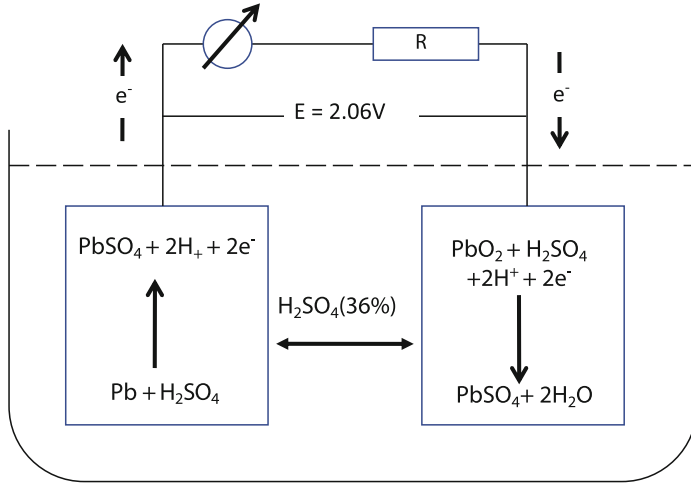 R
e⁻
e⁻
E = 2.06V
PbSO₄ + 2H₊ + 2e⁻
PbO₂ + H₂SO₄
+2H⁺ + 2e⁻
H₂SO₄(36%)
Pb + H₂SO₄
PbSO₄ + 2H₂O